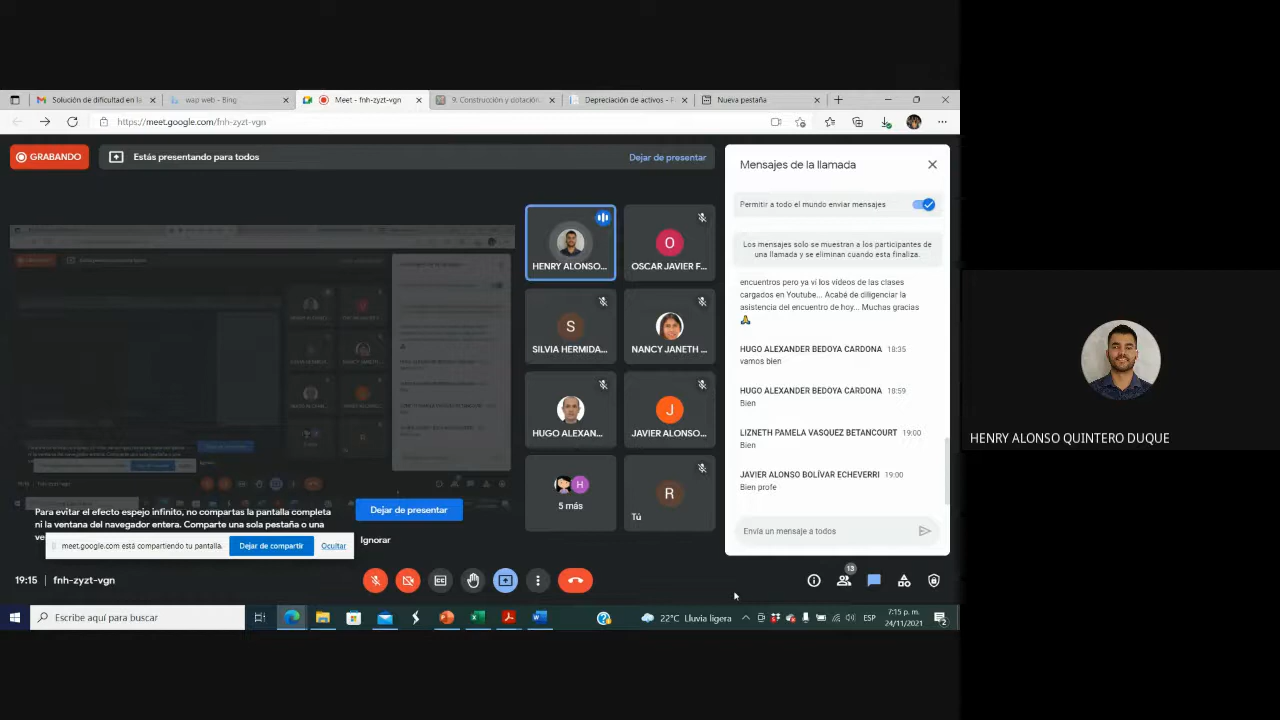 Solución de dificultad en la
wap web - Bing
Meet - fnh-zyzt-vgn
9. Construcción y dotación
Depreciación de activos - P
Nueva pestaña
https://meet.google.com/fnh-zyzt-vgn
GRABANDO
Estás presentando para todos
Dejar de presentar
Mensajes de la llamada
Permitir a todo el mundo enviar mensajes
Los mensajes solo se muestran a los participantes de
una llamada y se eliminan cuando esta finaliza.
encuentros pero ya ví los vídeos de las clases
cargados en Youtube... Acabé de diligenciar la
asistencia del encuentro de hoy... Muchas gracias
HUGO ALEXANDER BEDOYA CARDONA 18:35
vamos bien
HUGO ALEXANDER BEDOYA CARDONA 18:59
Bien
LIZNETH PAMELA VASQUEZ BETANCOURT 19:00
Bien
JAVIER ALONSO BOLÍVAR ECHEVERRI 19:00
Bien profe
Envía un mensaje a todos
HENRY ALONSO...
O
OSCAR JAVIER F...
S
SILVIA HERMIDA...
NANCY JANETH ...
HUGO ALEXAN...
J
JAVIER ALONSO...
H
5 más
R
Tú
Para evitar el efecto espejo infinito, no compartas la pantalla completa
ni la ventana del navegador entera. Comparte una sola pestaña o una
ve
Dejar de presentar
Ignorar
meet.google.com está compartiendo tu pantalla.
Dejar de compartir
Ocultar
19:15 fnh-zyzt-vgn
13
Escribe aquí para buscar
22°C Lluvia ligera
ESP
7:15 p. m.
24/11/2021
2
HENRY ALONSO QUINTERO DUQUE